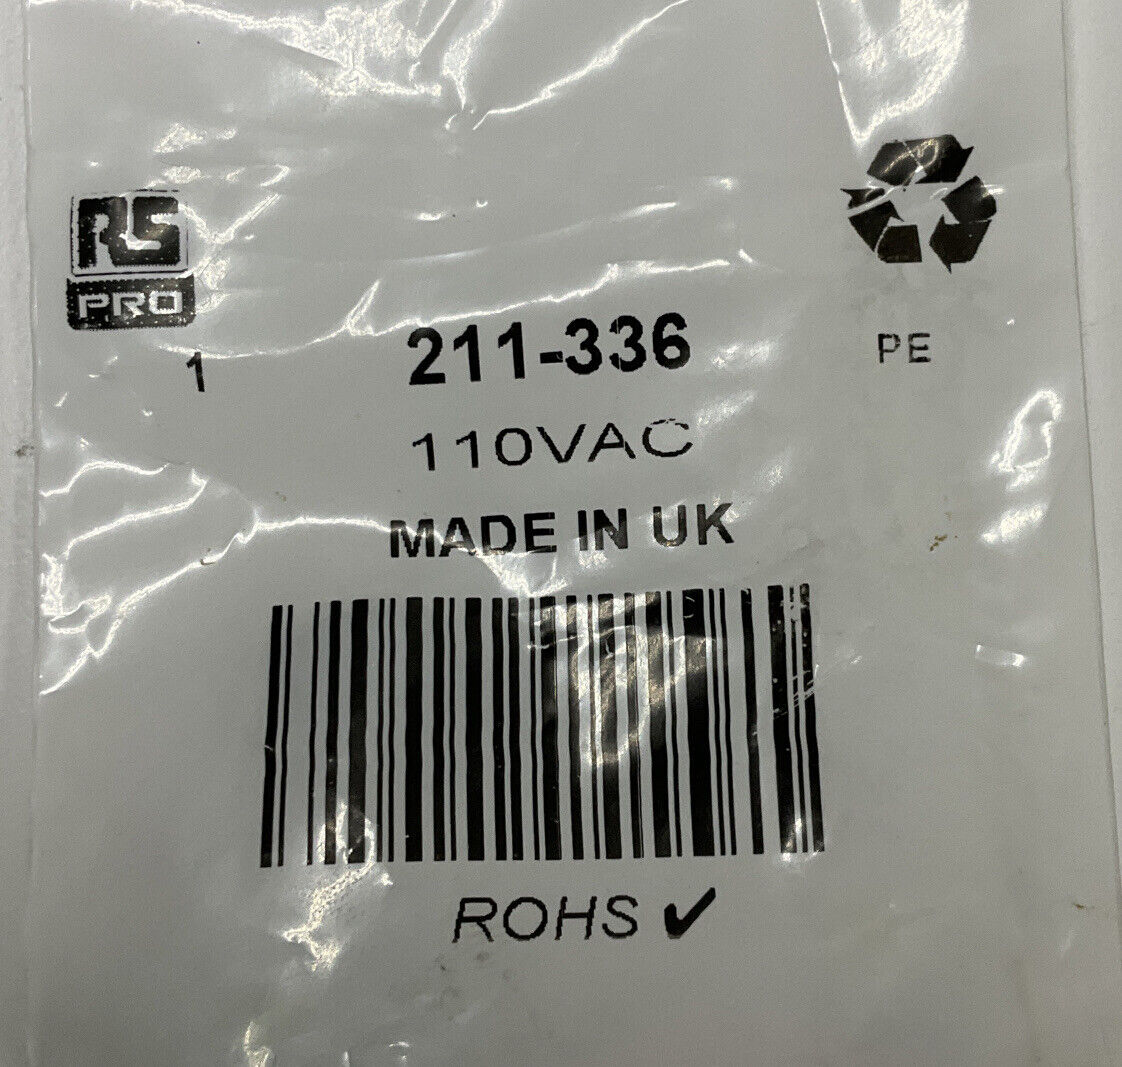 RS
PRO
1
211-336
PE
110VAC
MADE IN UK
ROHS ✓